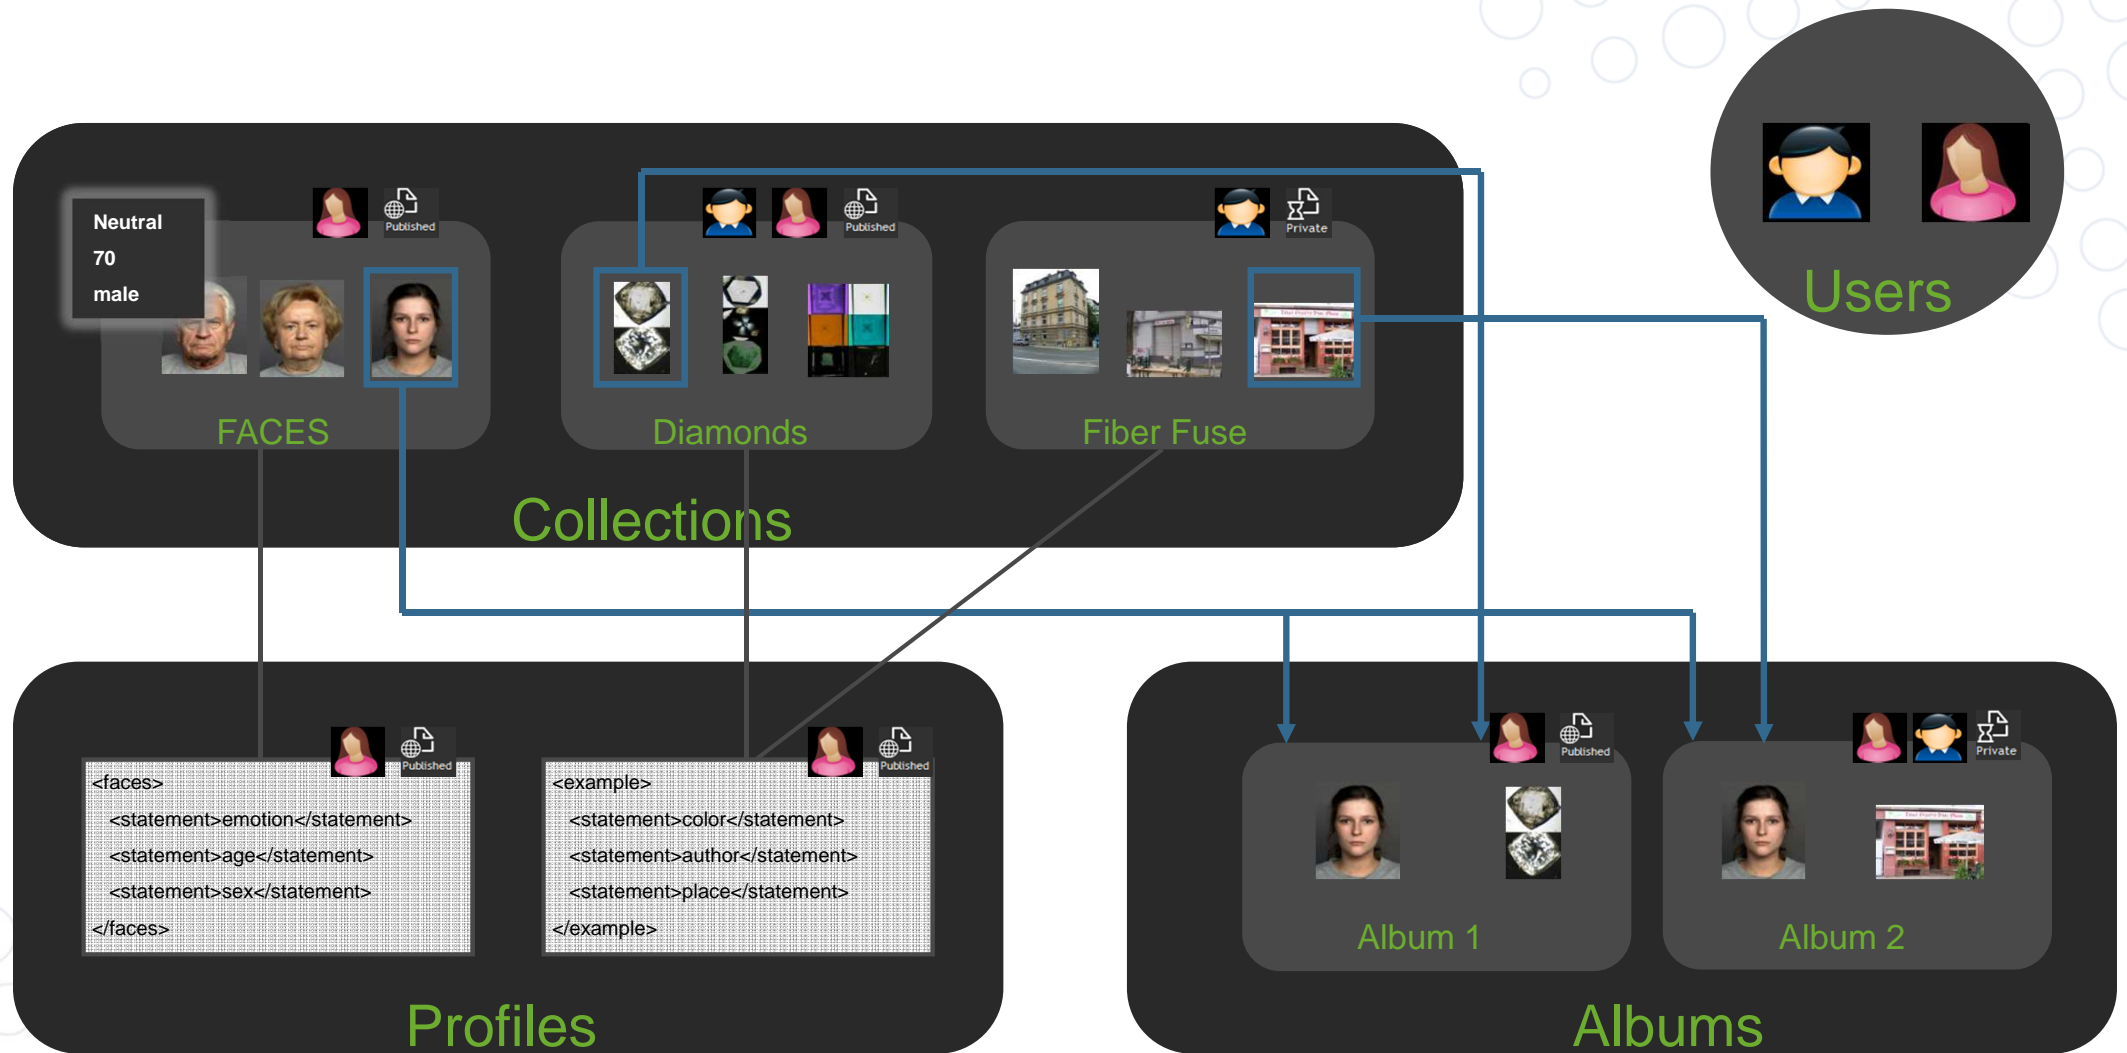 Users
Published
Published
Private
Neutral
70
male
FACES
Diamonds
Fiber Fuse
Collections
Published
Published
<faces>
<statement>emotion</statement>
<statement>age</statement>
<statement>sex</statement>
</faces>
<example>
<statement>color</statement>
<statement>author</statement>
<statement>place</statement>
</example>
Profiles
Published
Private
Album 1
Album 2
Albums